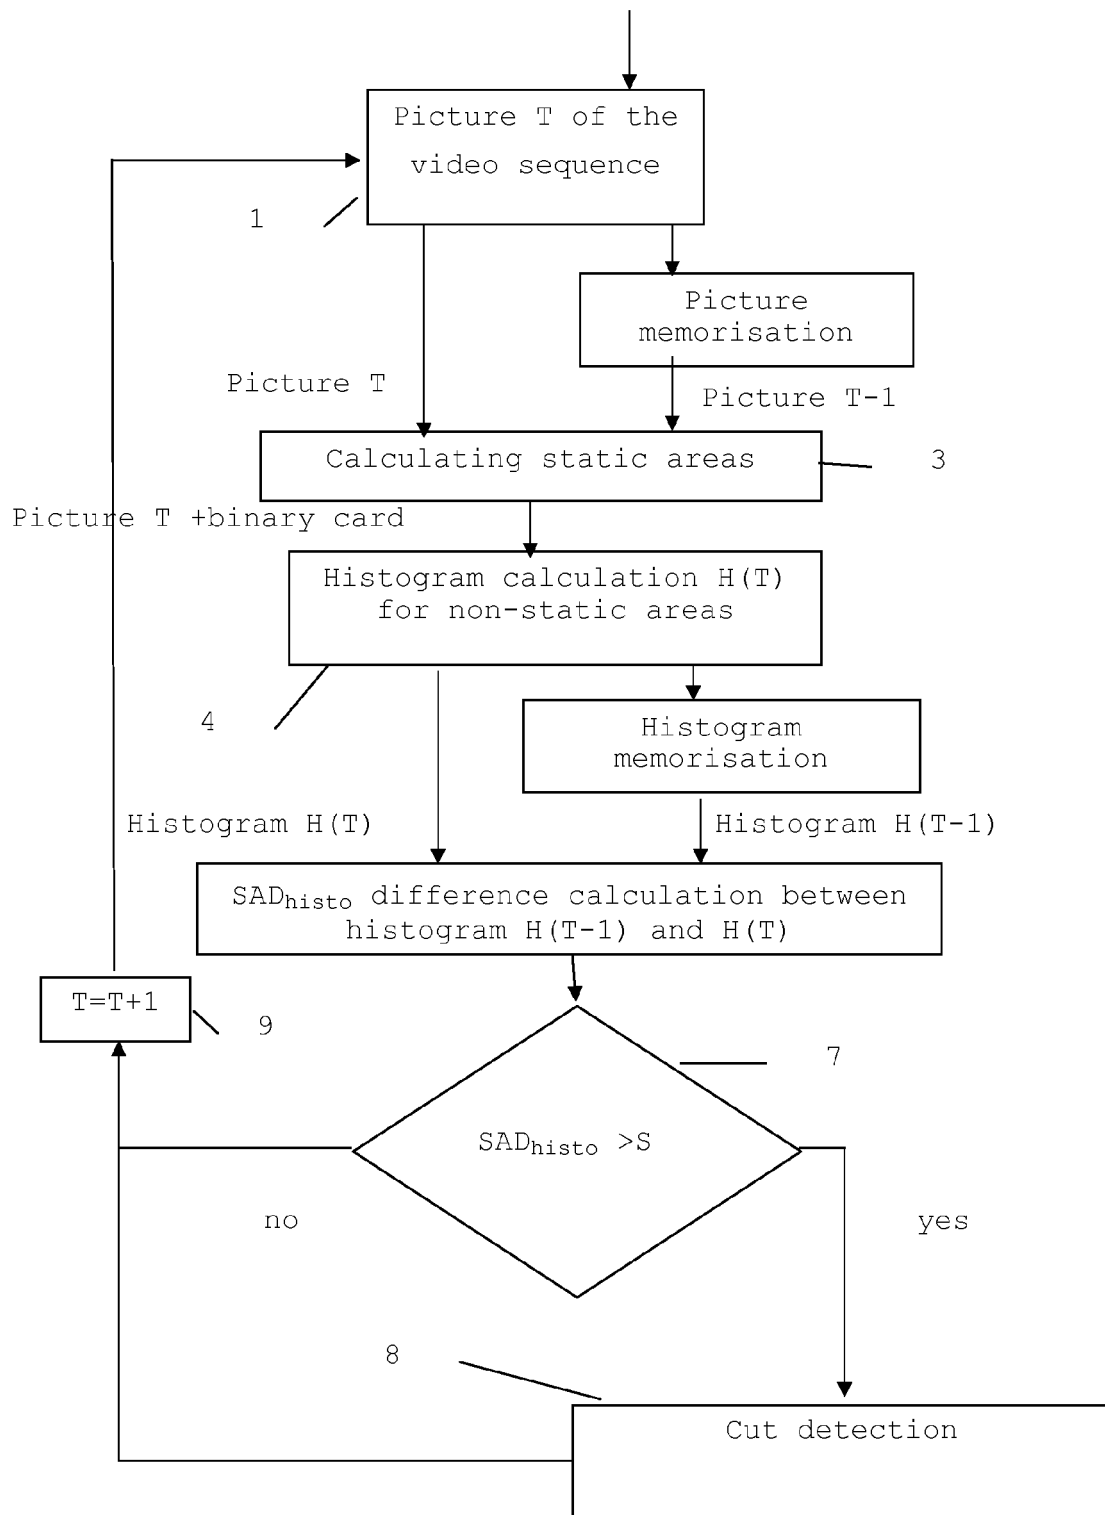 Picture T of the
video sequence
1
Picture
memorisation
Picture T
Picture T-1
Calculating static areas
3
Picture T +binary card
Histogram calculation H(T)
for non-static areas
4
Histogram
memorisation
Histogram H(T)
Histogram H(T-1)
SADhisto difference calculation between
histogram H(T-1) and H(T)
T=T+1
9
7
SADhisto >S
no
yes
8
Cut detection